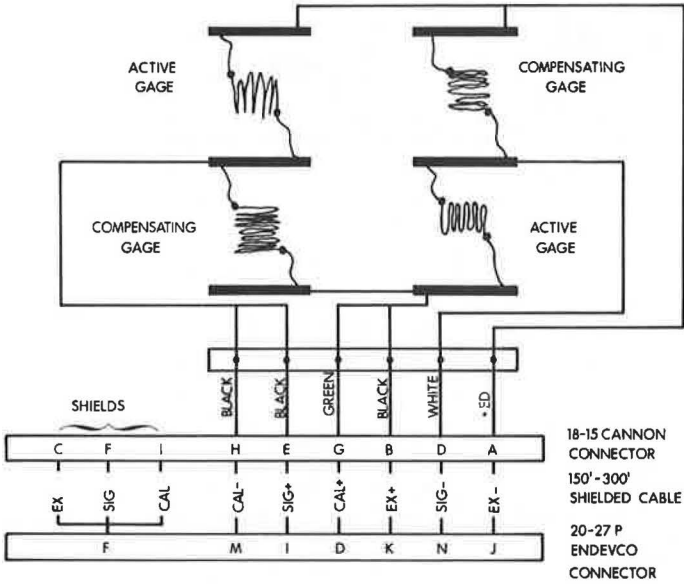 ACTIVE
GAGE
COMPENSATING
GAGE
COMPENSATING
GAGE
ACTIVE
GAGE
BLACK
BLACK
GREEN
BLACK
WHITE
ED
SHIELDS
C F I H E G B D A
18-15 CANNON
CONNECTOR
EX SIG CAL CAL- SIG+ CAL+ EX+ SIG- EX-
150'-300'
SHIELDED CABLE
F M I D K N J
20-27 P
ENDEVCO
CONNECTOR